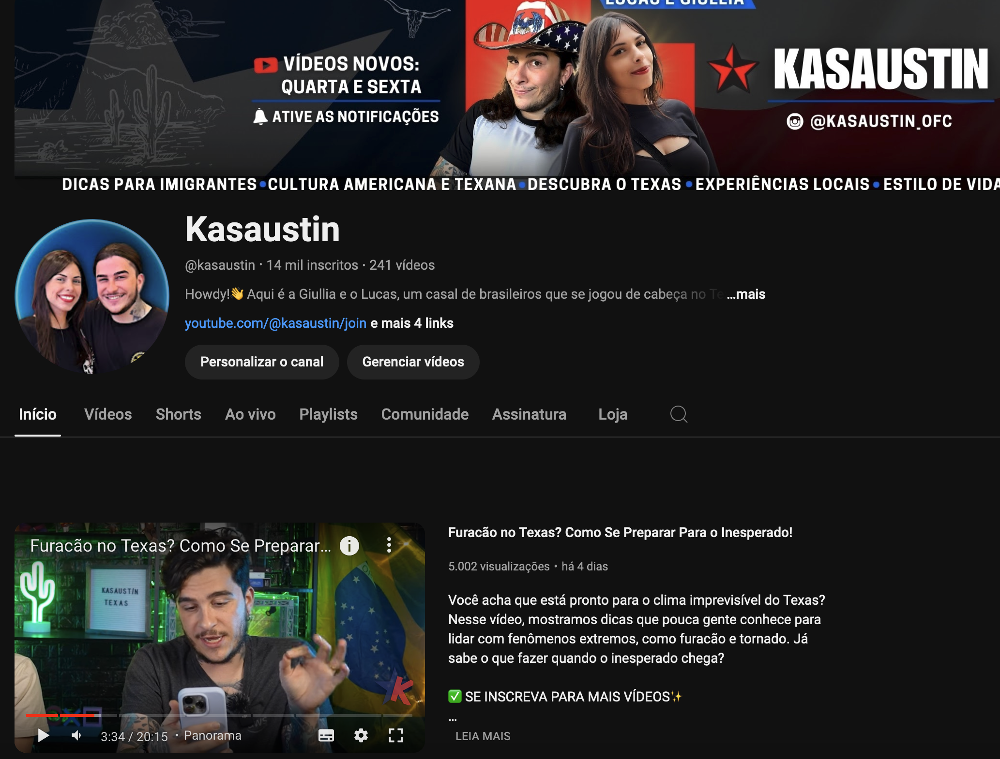 LUCAS E GIULLIA
VÍDEOS NOVOS:
QUARTA E SEXTA
ATIVE AS NOTIFICAÇÕES
KASAUSTIN
@KASAUSTIN_OFC
DICAS PARA IMIGRANTES • CULTURA AMERICANA E TEXANA • DESCUBRA O TEXAS • EXPERIÊNCIAS LOCAIS • ESTILO DE VIDA
Kasaustin
@kasaustin · 14 mil inscritos · 241 vídeos
Howdy!👋 Aqui é a Giullia e o Lucas, um casal de brasileiros que se jogou de cabeça no Te ...mais
youtube.com/@kasaustin/join e mais 4 links
Personalizar o canal Gerenciar vídeos
Início Vídeos Shorts Ao vivo Playlists Comunidade Assinatura Loja
Furacão no Texas? Como Se Preparar...
KASAUSTIN
TEXAS
K
3:34 / 20:15 • Panorama
Furacão no Texas? Como Se Preparar Para o Inesperado!
5.002 visualizações • há 4 dias
Você acha que está pronto para o clima imprevisível do Texas?
Nesse vídeo, mostramos dicas que pouca gente conhece para
lidar com fenômenos extremos, como furacão e tornado. Já
sabe o que fazer quando o inesperado chega?
✅ SE INSCREVA PARA MAIS VÍDEOS✨
...
LEIA MAIS